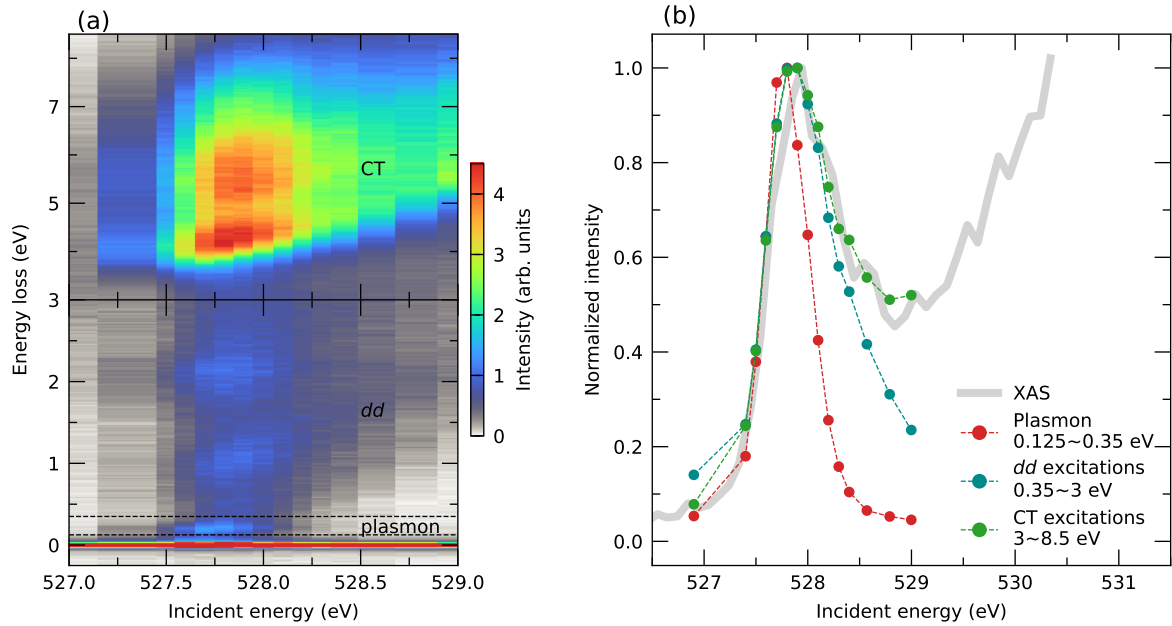 (a)
Energy loss (eV)
7
5
3
2
1
0
CT
dd
plasmon
527.0 527.5 528.0 528.5 529.0
Incident energy (eV)
4
3
2
1
0
Intensity (arb. units
(b)
Normalized intensity
1.0
0.8
0.6
0.4
0.2
0.0
XAS
Plasmon
0.125~0.35 eV
dd excitations
0.35~3 eV
CT excitations
3~8.5 eV
527 528 529 530 531
Incident energy (eV)